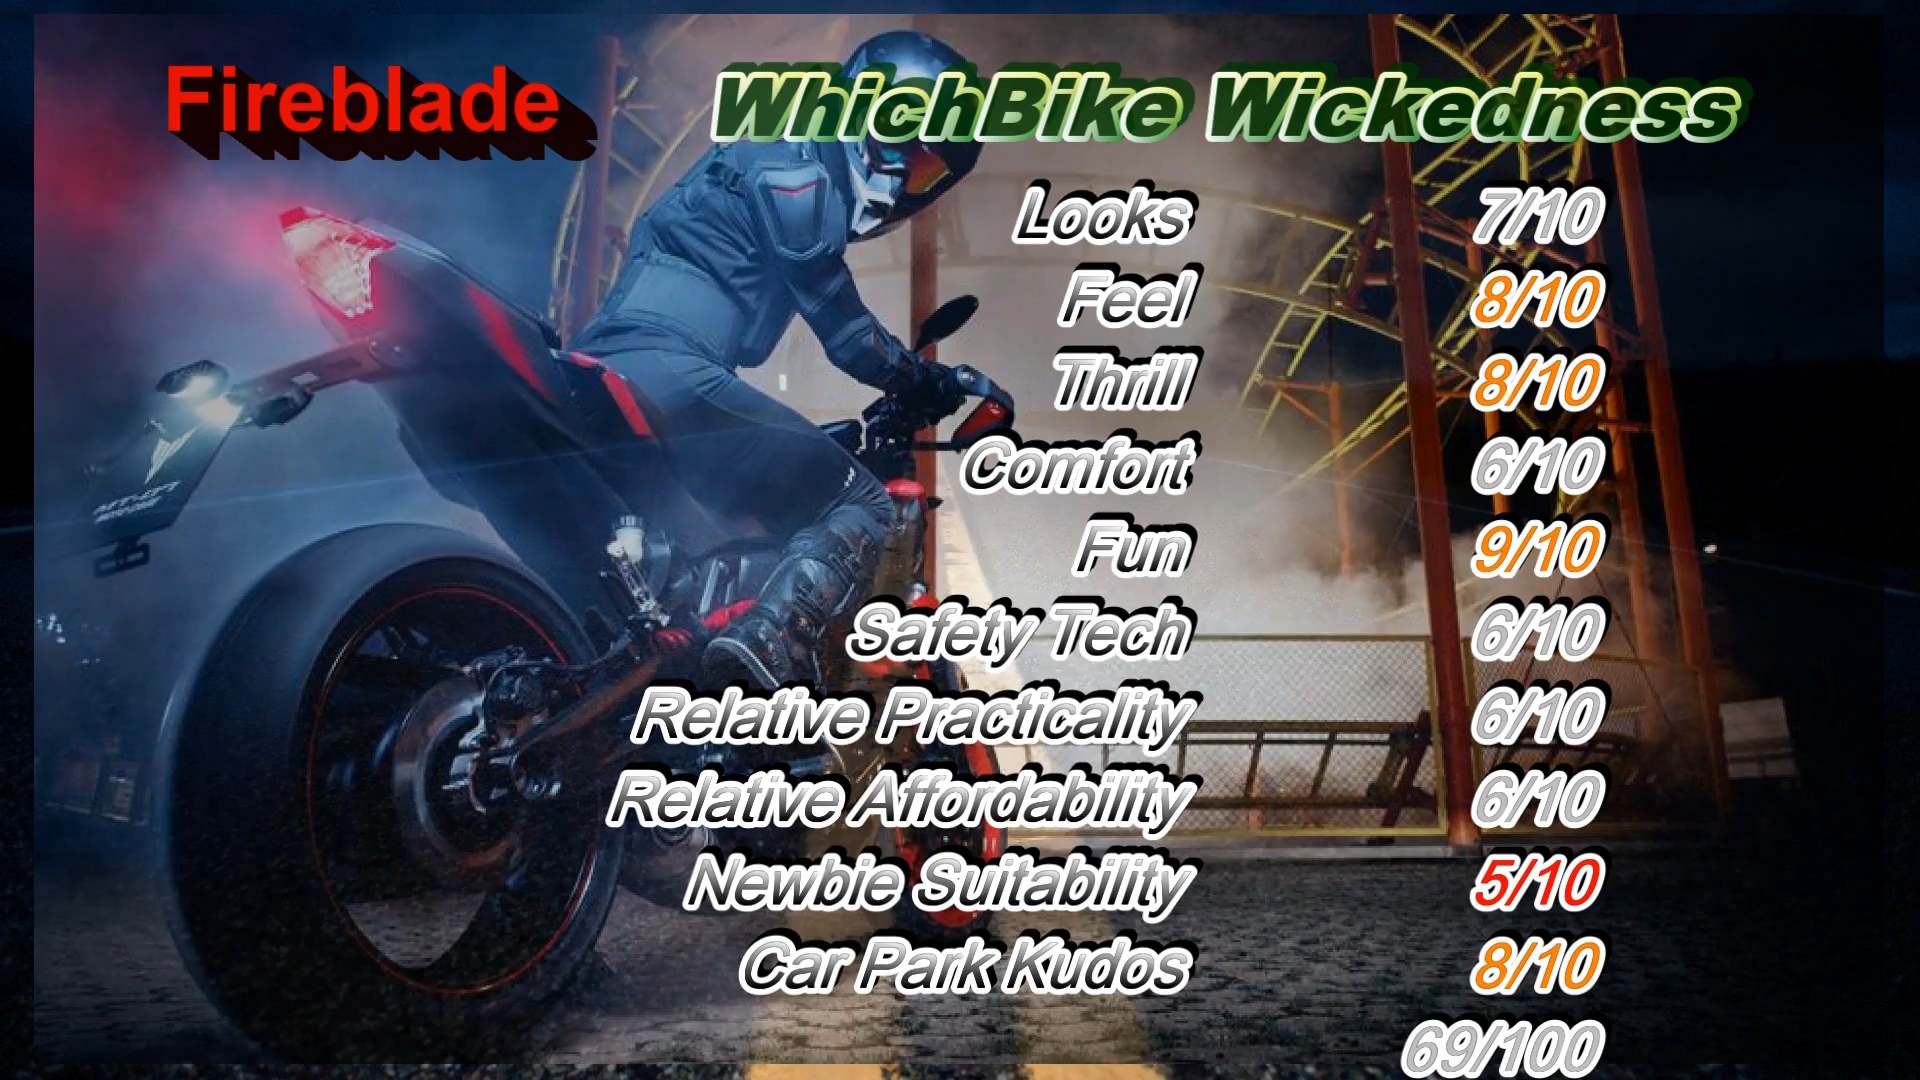 Fireblade WhichBike Wickedness
Looks 7/10
Feel 8/10
Thrill 8/10
Comfort 6/10
Fun 9/10
Safety Tech 6/10
Relative Practicality 6/10
Relative Affordability 6/10
Newbie Suitability 5/10
Car Park Kudos 8/10
69/100